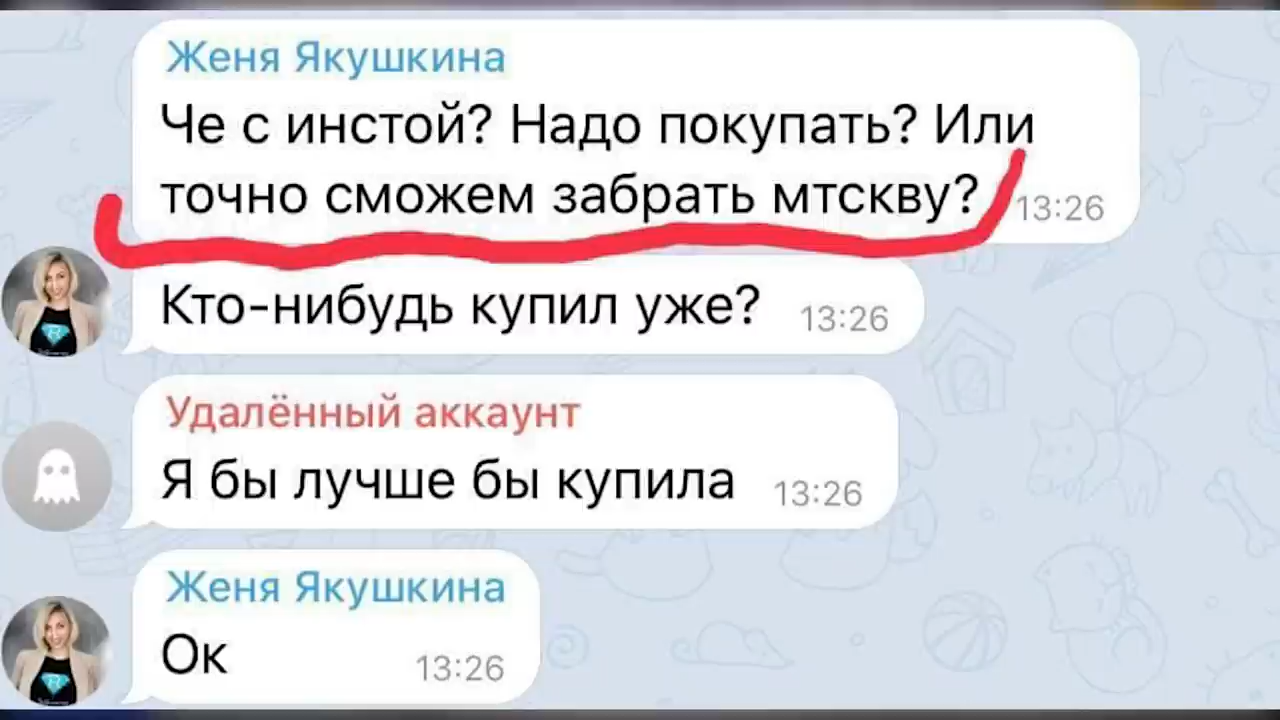 Женя Якушкина
Че с инстой? Надо покупать? Или
точно сможем забрать мтскву?
13:26
Кто-нибудь купил уже?
13:26
Удалённый аккаунт
Я бы лучше бы купила
13:26
Женя Якушкина
Ок
13:26